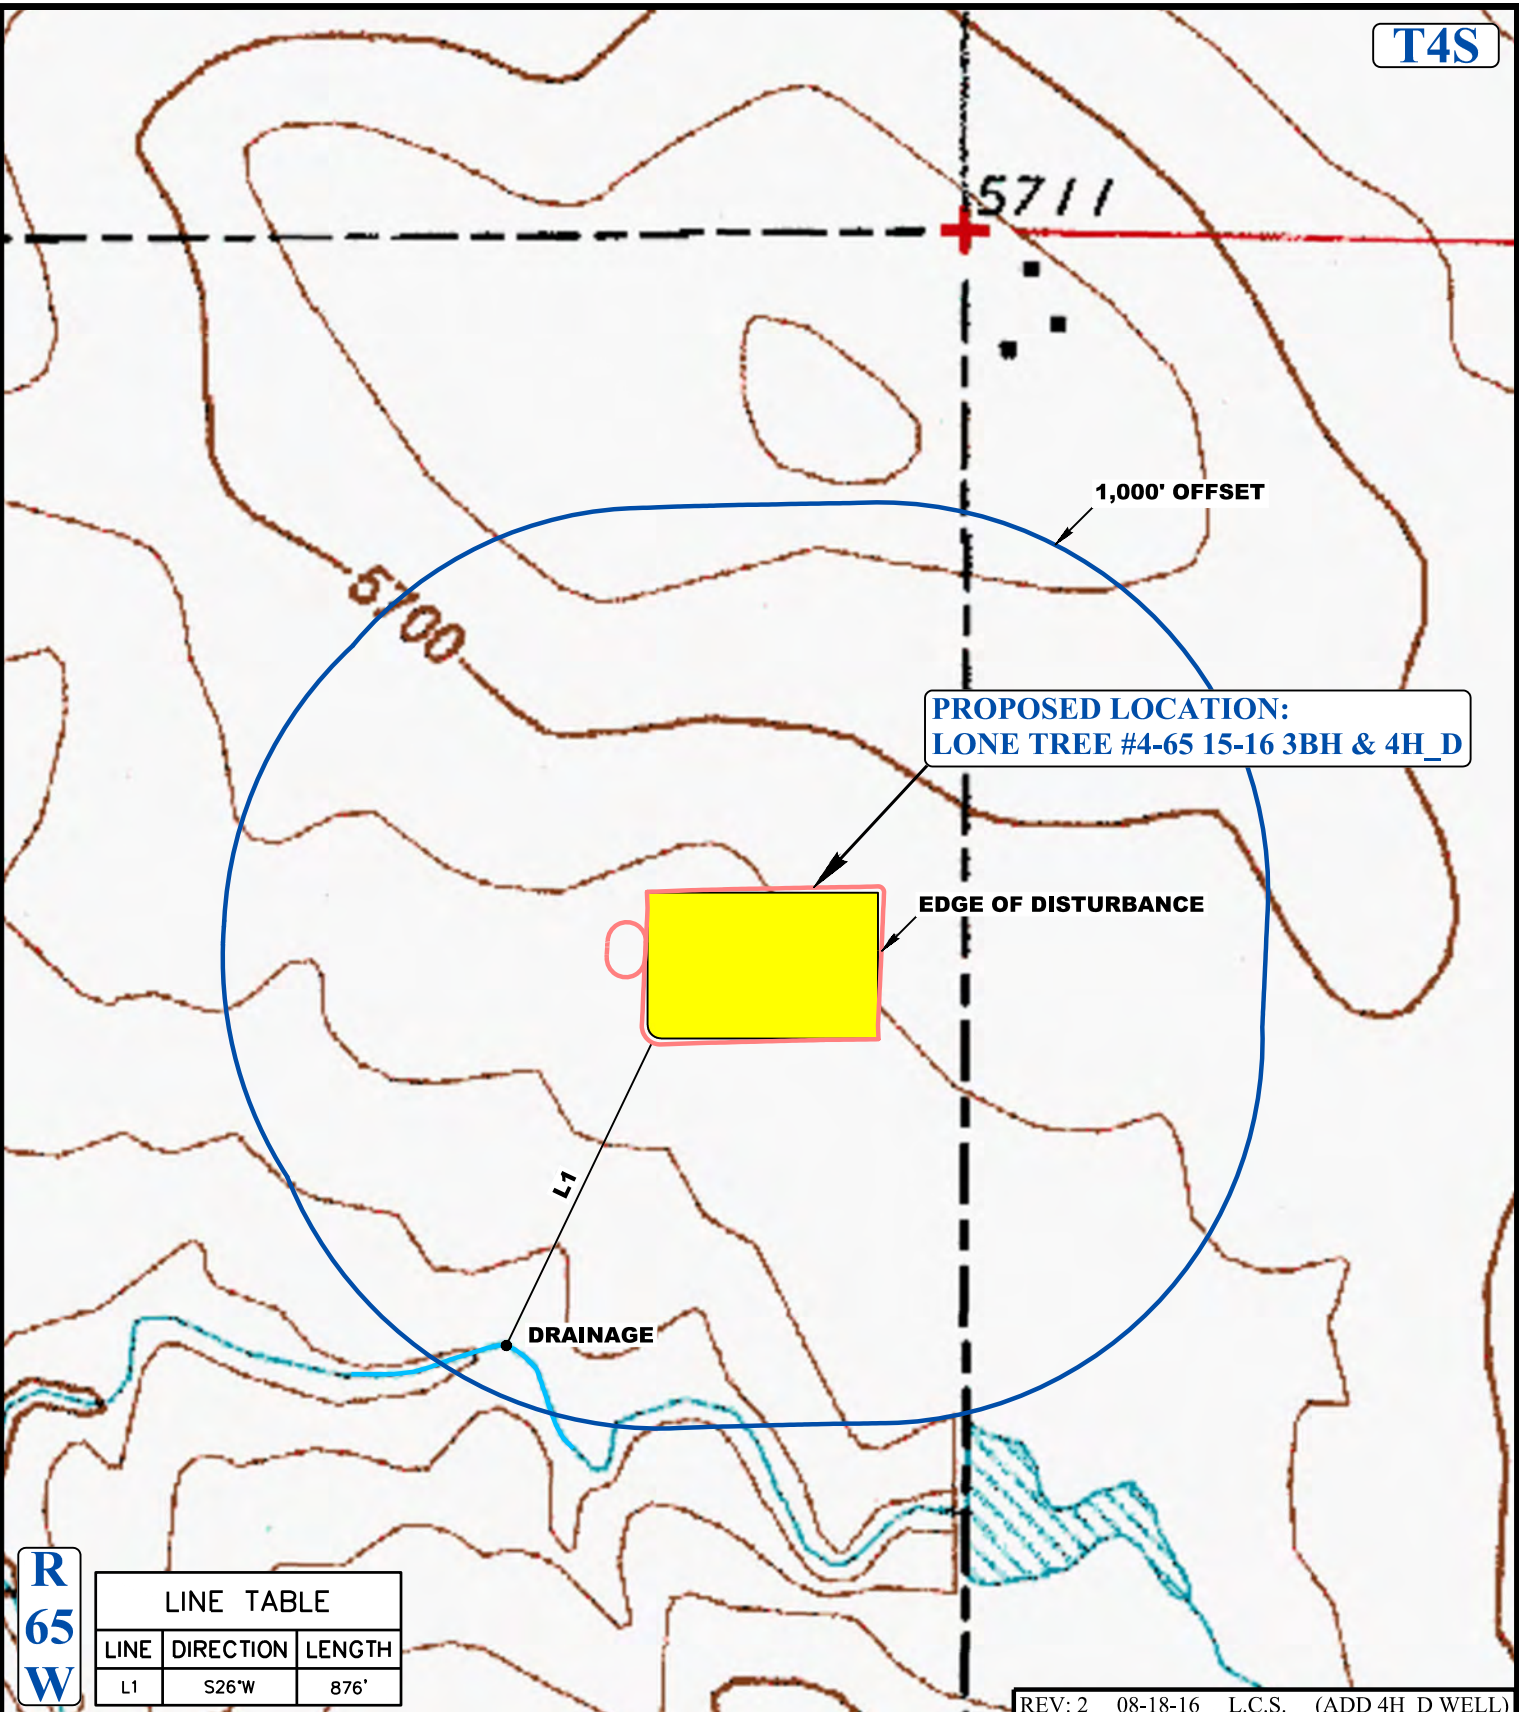 T4S
5711
1,000' OFFSET
5700
PROPOSED LOCATION:
LONE TREE #4-65 15-16 3BH & 4H_D
EDGE OF DISTURBANCE
L1
DRAINAGE
R
65
W
LINE TABLE
LINE DIRECTION LENGTH
L1 S26°W 876'
REV: 2 08-18-16 L.C.S. (ADD 4H_D WELL)